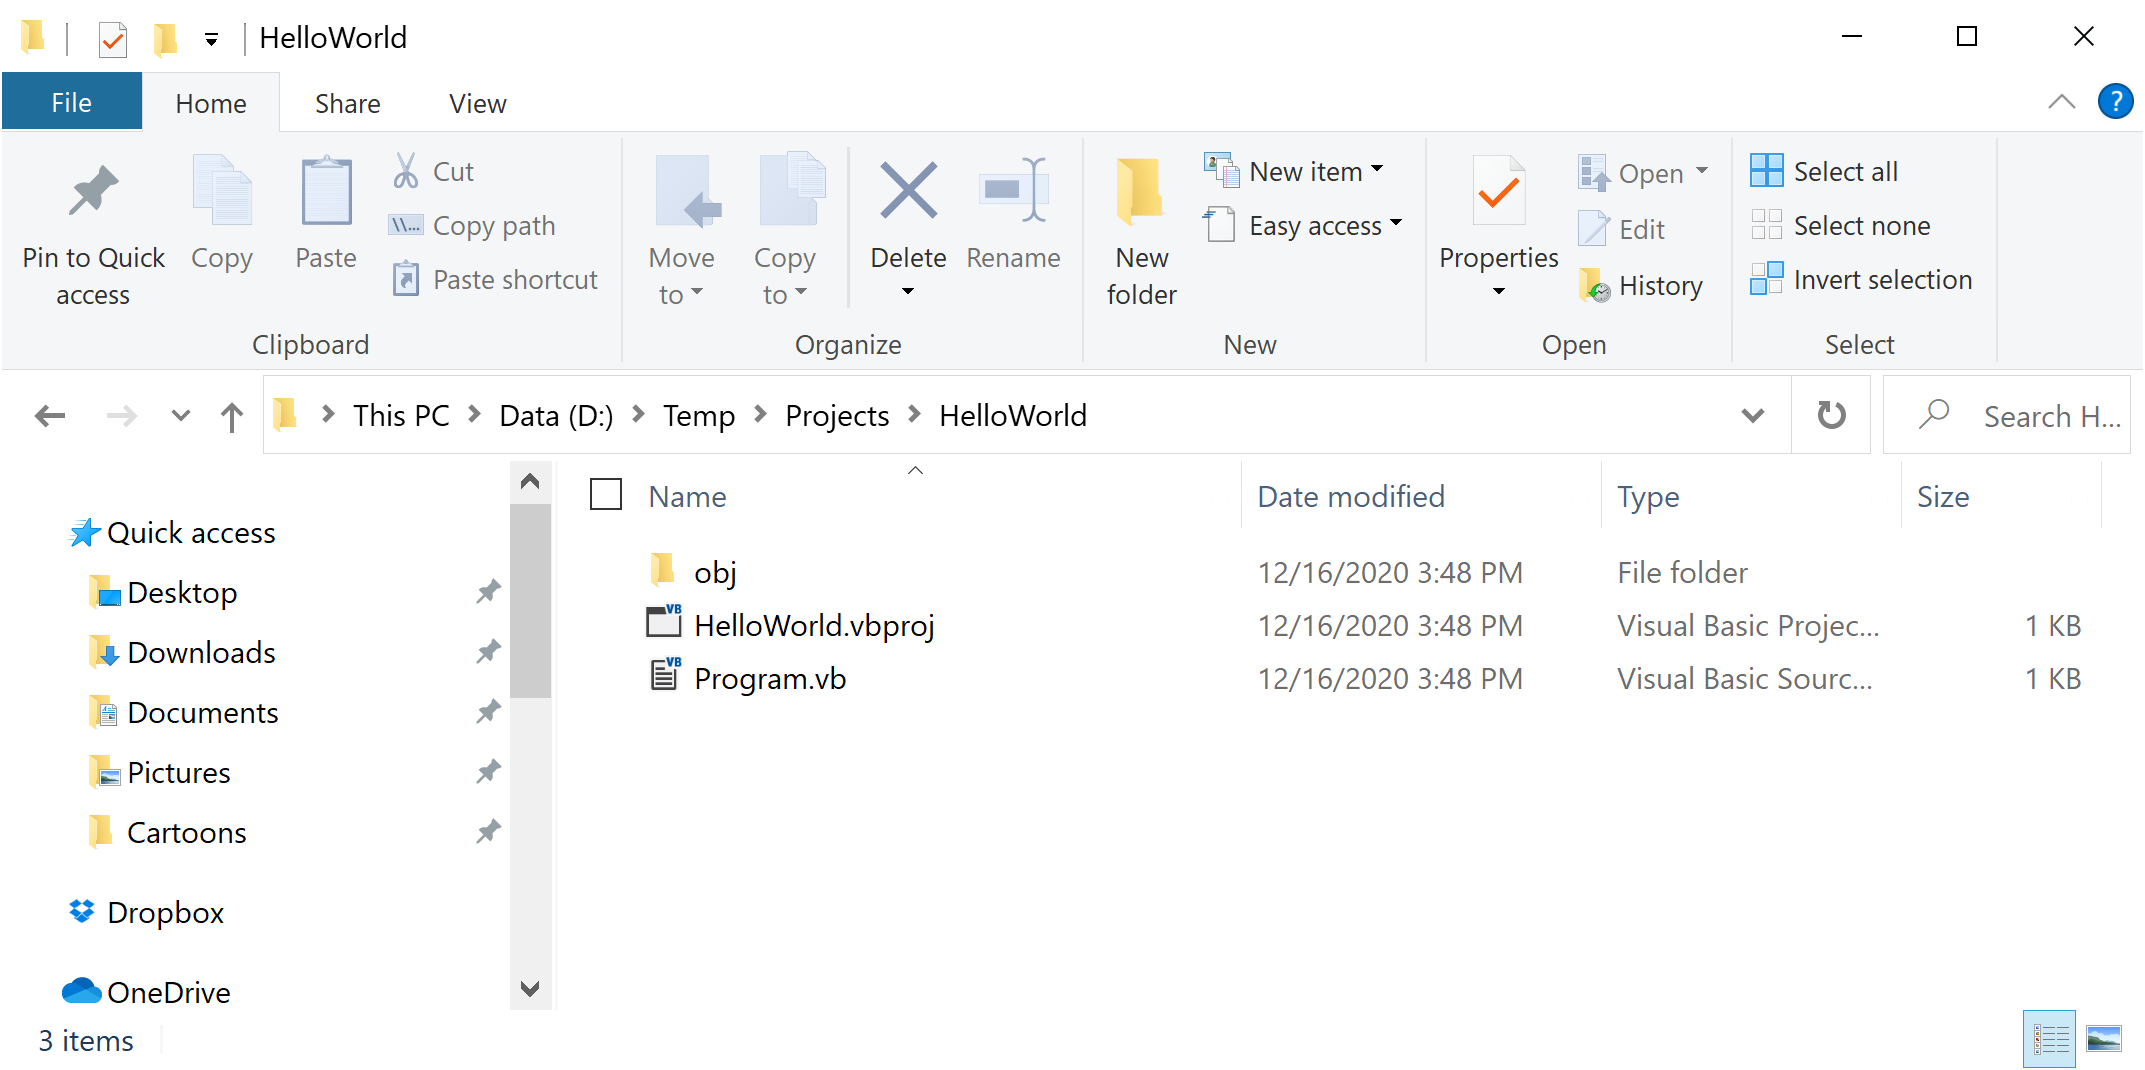 HelloWorld
File Home Share View
Pin to Quick access
Copy
Paste
Cut
Copy path
Paste shortcut
Clipboard
Move to
Copy to
Delete
Rename
Organize
New folder
New item
Easy access
New
Properties
Open
Edit
History
Open
Select all
Select none
Invert selection
Select
This PC > Data (D:) > Temp > Projects > HelloWorld
Search H...
Quick access
Desktop
Downloads
Documents
Pictures
Cartoons
Dropbox
OneDrive
Name Date modified Type Size
obj 12/16/2020 3:48 PM File folder
HelloWorld.vbproj 12/16/2020 3:48 PM Visual Basic Projec... 1 KB
Program.vb 12/16/2020 3:48 PM Visual Basic Sourc... 1 KB
3 items